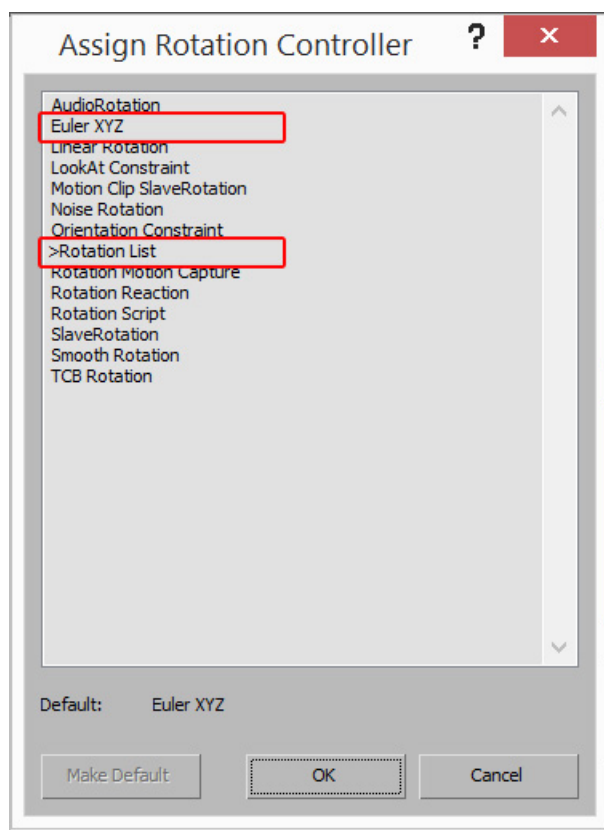 Assign Rotation Controller ? ×
AudioRotation
Euler XYZ
Linear Rotation
LookAt Constraint
Motion Clip SlaveRotation
Noise Rotation
Orientation Constraint
>Rotation List
Rotation Motion Capture
Rotation Reaction
Rotation Script
SlaveRotation
Smooth Rotation
TCB Rotation
Default: Euler XYZ
Make Default OK Cancel